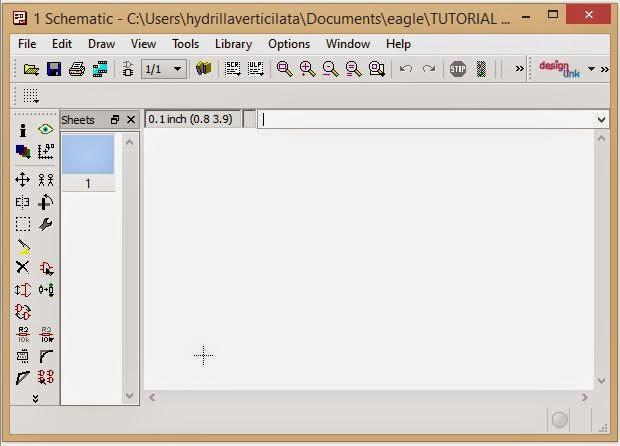 1 Schematic - C:\Users\hydrillaverticilata\Documents\eagle\TUTORIAL ...
File Edit Draw View Tools Library Options Window Help
1/1 SCR ULP STOP design link
Sheets 0.1 inch (0.8 3.9)
1
R2 R2
10k 10k